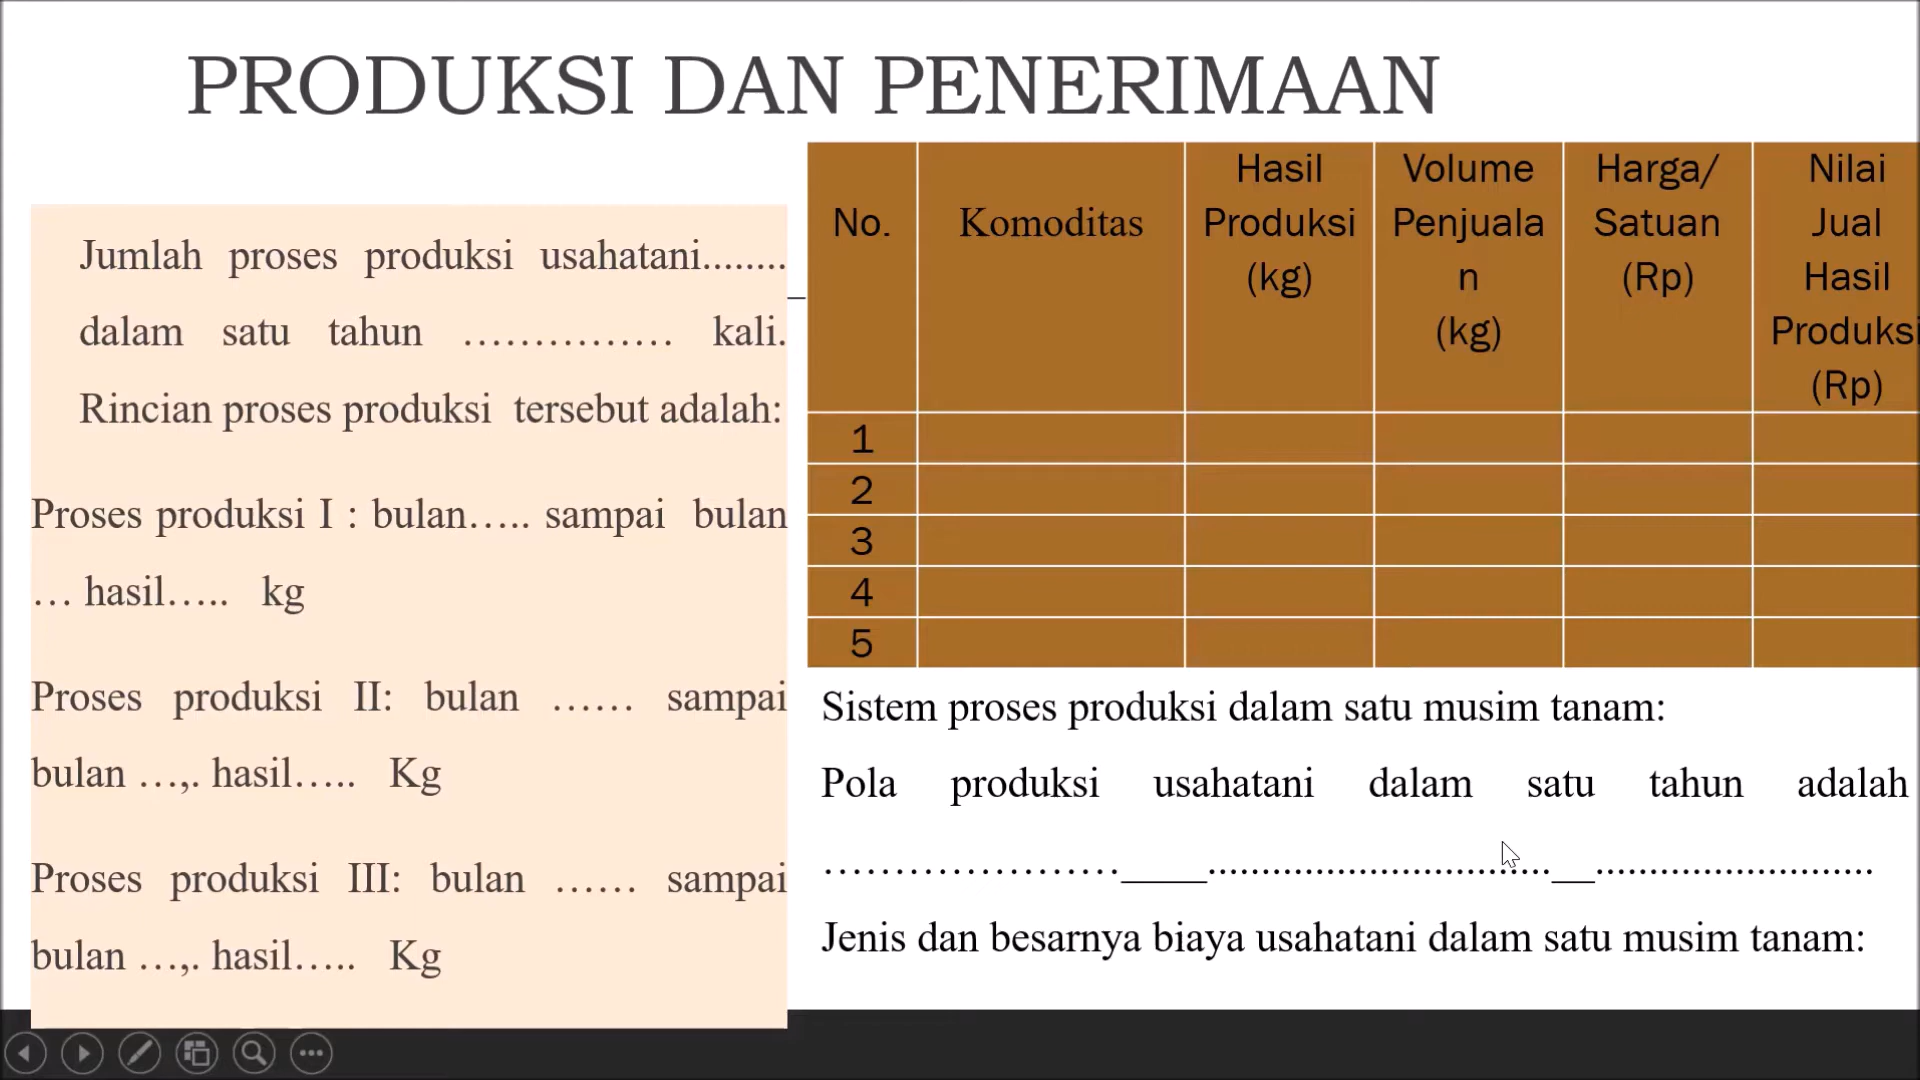 PRODUKSI DAN PENERIMAAN
Jumlah proses produksi usahatani........
dalam satu tahun …………… kali.
Rincian proses produksi tersebut adalah:
Proses produksi I : bulan….. sampai bulan
… hasil….. kg
Proses produksi II: bulan …… sampai
bulan …,. hasil….. Kg
Proses produksi III: bulan …… sampai
bulan …,. hasil….. Kg
No.
Komoditas
Hasil
Produksi
(kg)
Volume
Penjuala
n
(kg)
Harga/
Satuan
(Rp)
Nilai
Jual
Hasil
Produksi
(Rp)
1
2
3
4
5
Sistem proses produksi dalam satu musim tanam:
Pola produksi usahatani dalam satu tahun adalah
…………………____................................__..........................
Jenis dan besarnya biaya usahatani dalam satu musim tanam: